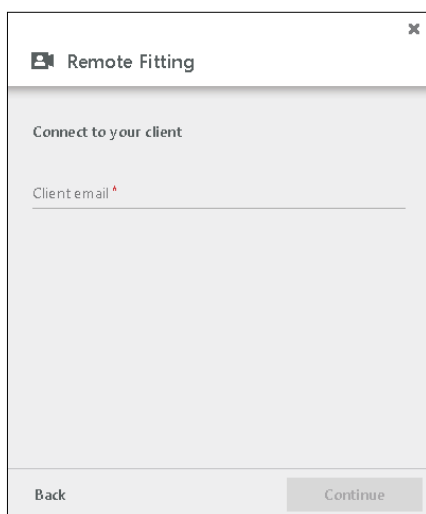 Remote Fitting
Connect to your client
Client email *
Back
Continue